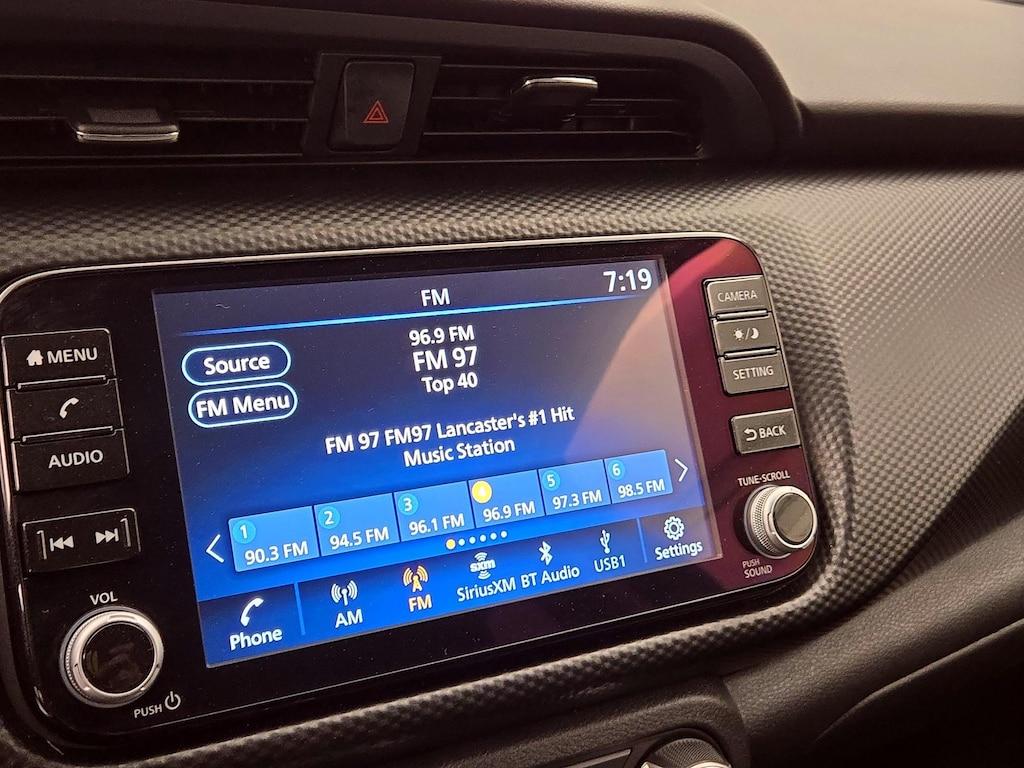 FM
7:19
96.9 FM
FM 97
Top 40
Source
FM Menu
FM 97 FM97 Lancaster's #1 Hit
Music Station
1 90.3 FM
2 94.5 FM
3 96.1 FM
4 96.9 FM
5 97.3 FM
6 98.5 FM
Phone
AM
FM
sxm
SiriusXM
BT Audio
USB1
Settings
MENU
AUDIO
VOL
PUSH
CAMERA
SETTING
BACK
TUNE-SCROLL
PUSH
SOUND